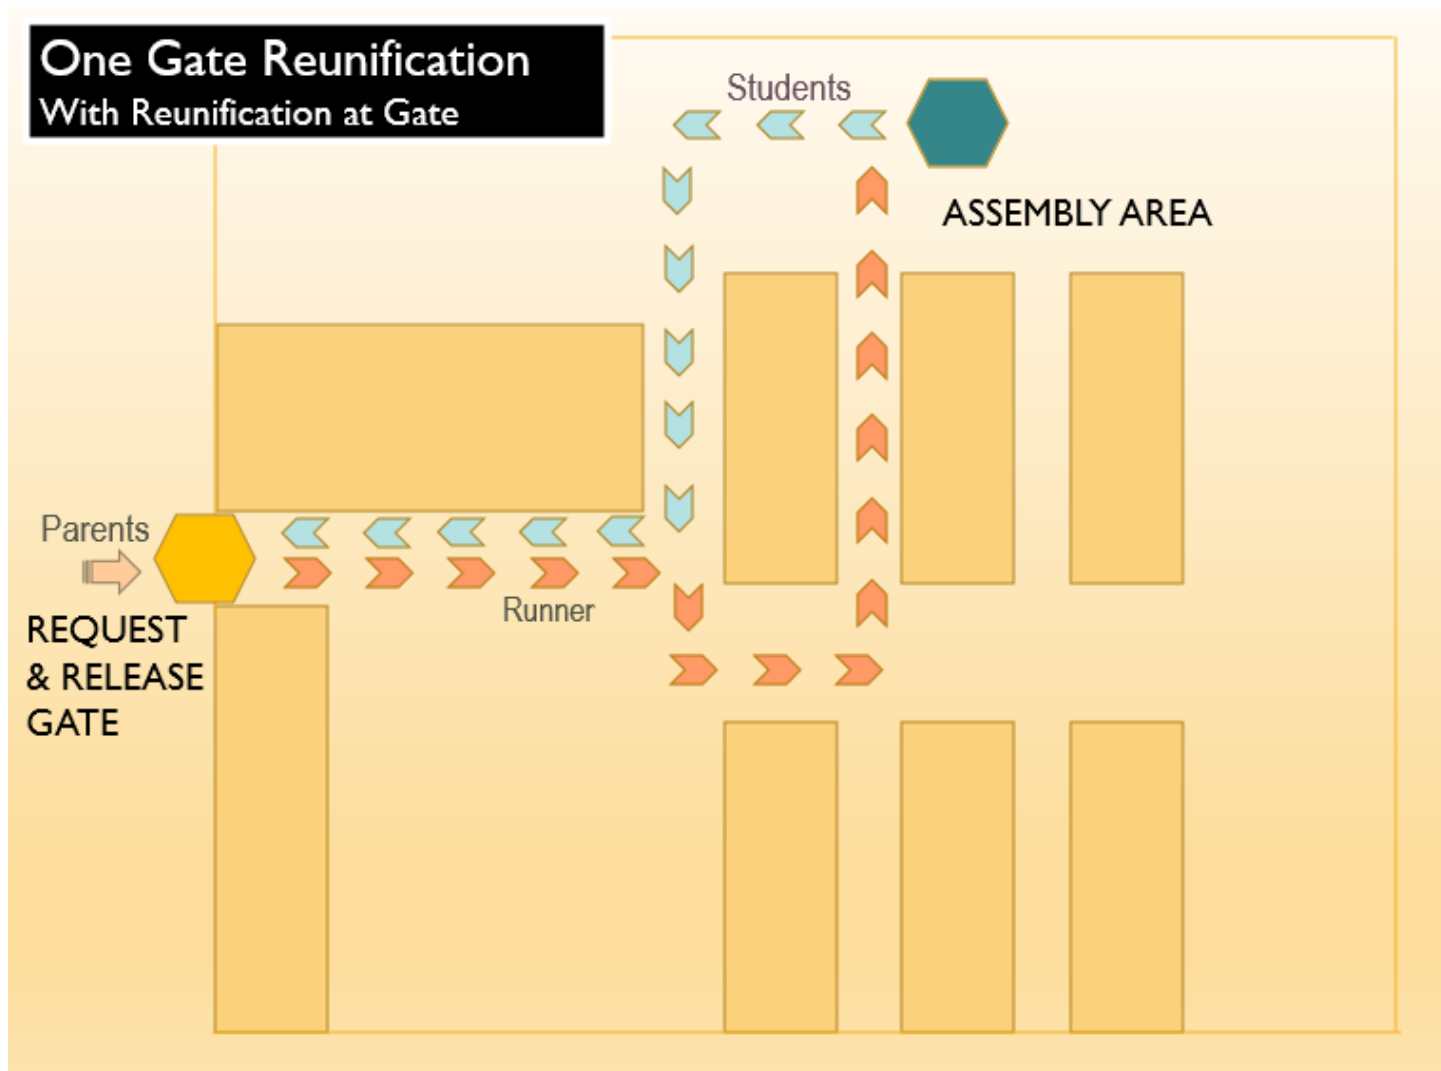 One Gate Reunification
With Reunification at Gate
Students
ASSEMBLY AREA
Parents
Runner
REQUEST
& RELEASE
GATE